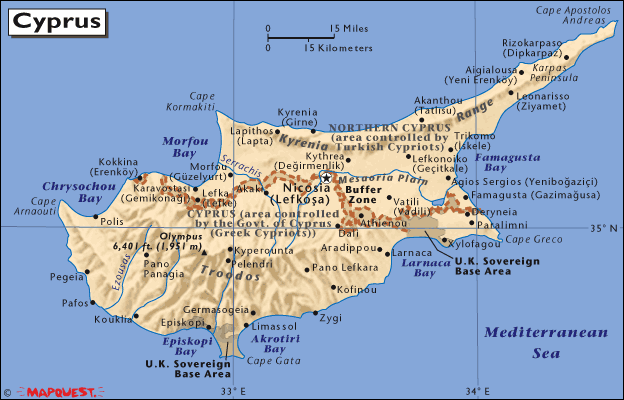 Cyprus
0
15 Miles
0
15 Kilometers
Cape Apostolos
Andreas
Rizokarpaso
(Dipkarpaz)
Aigialousa
(Yeni Erenköy)
Karpas
Peninsula
Leonarisso
(Ziyamet)
Cape
Kormakiti
Akanthou
(Tatlisu)
Kyrenia
(Girne)
Lapithos
(Lapta)
Kyrenia
Range
NORTHERN CYPRUS
(area controlled by
Turkish Cypriots)
Trikomo
(Iskele)
Morfou
Bay
Famagusta
Bay
Kokkina
(Erenköy)
Morfou
(Güzelyurt)
Serrachis
Kythrea
(Değirmenlik)
Lefkonoiko
(Geçitkale)
Mesaoria Plain
Agios Sergios (Yeniboğaziçi)
Chrysochou
Bay
Karavostasi
(Gemikonağı)
Lefka
(Lefke)
Akaki
Nicosia
(Lefkoşa)
Buffer
Zone
Famagusta (Gazimağusa)
Cape
Arnaouti
Polis
CYPRUS (area controlled
by the Govt. of Cyprus
(Greek Cypriots)
Vatili
(Vadili)
Athienou
Deryneia
Paralimni
Dali
35°N
Olympus
6,401 ft. (1,951 m)
Kyperounta
Aradippou
Xylofagou
Cape Greco
Ezousas
Pano
Panagia
Pelendri
Troodos
Larnaca
Larnaca
Bay
U.K. Sovereign
Base Area
Pegeia
Pano Lefkara
Kofinou
Pafos
Kouklia
Germasogeia
Zygi
Episkopi
Limassol
Episkopi
Bay
Akrotiri
Bay
Mediterranean
Sea
U.K. Sovereign
Base Area
Cape Gata
33°E
34°E
© MAPQUEST.